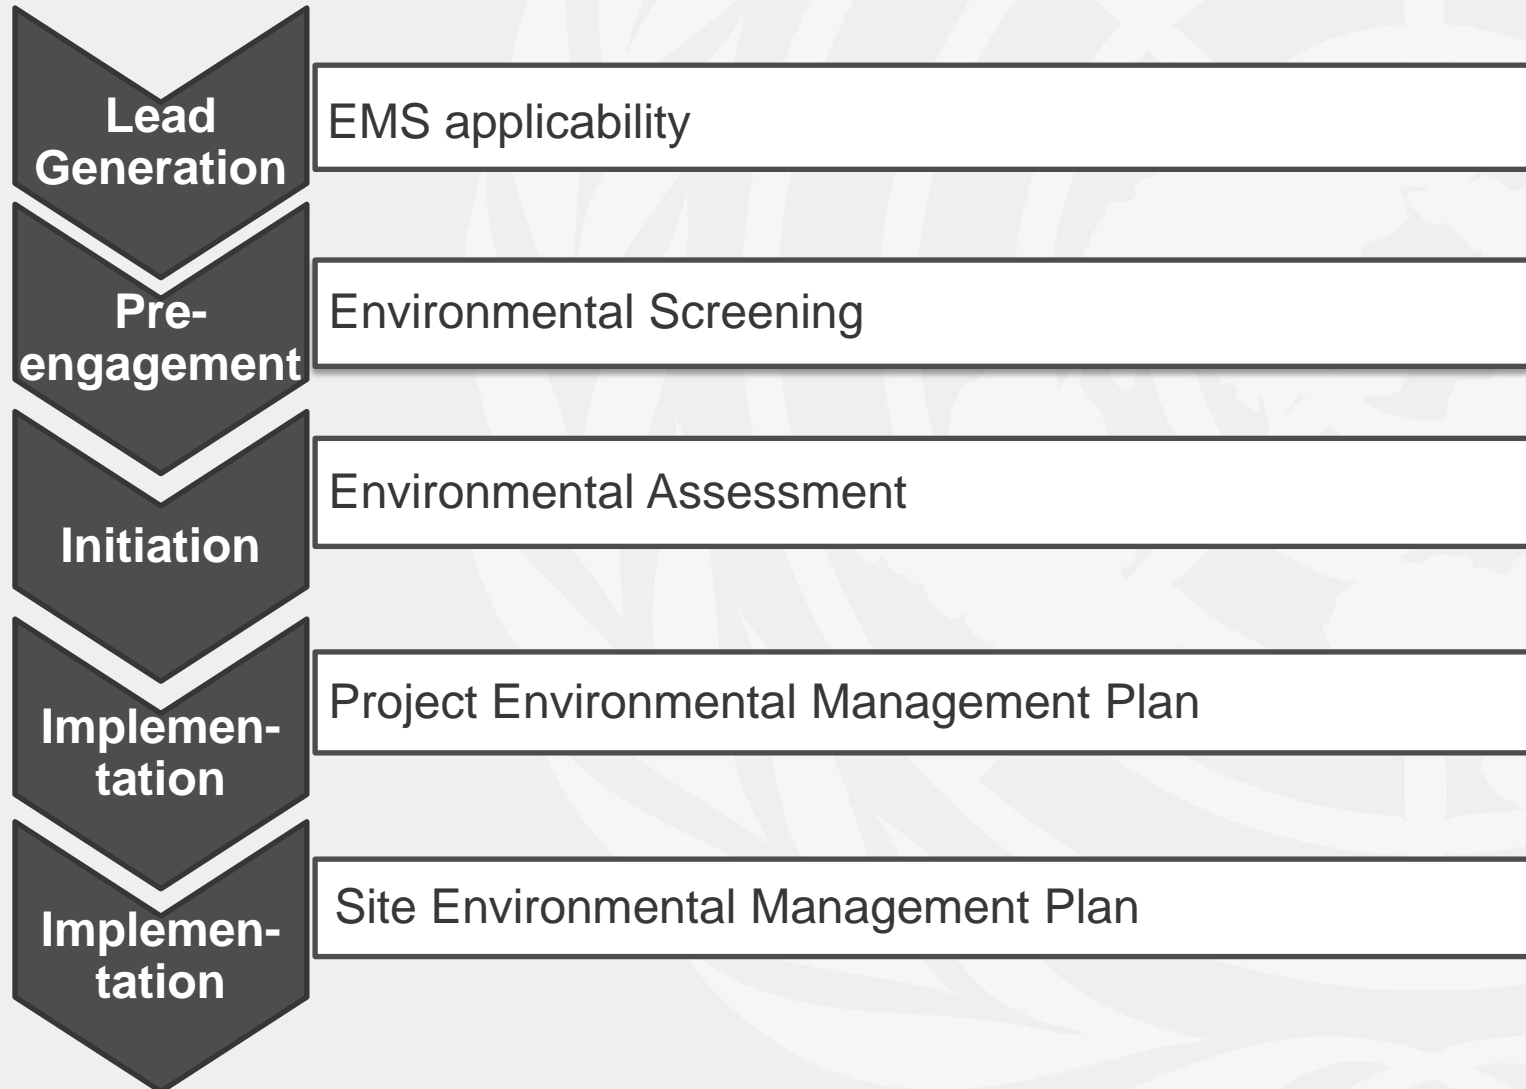 Lead
Generation
EMS applicability
Pre-
engagement
Environmental Screening
Initiation
Environmental Assessment
Implemen-
tation
Project Environmental Management Plan
Implemen-
tation
Site Environmental Management Plan